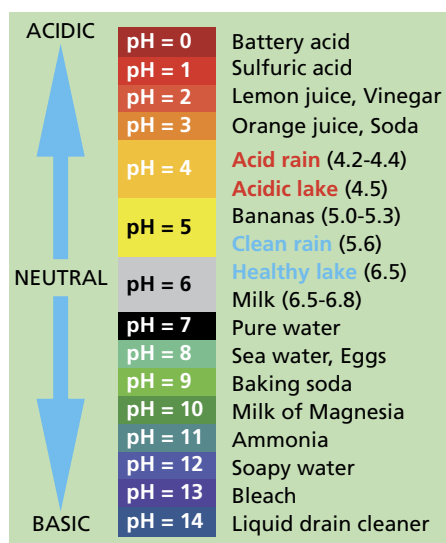 ACIDIC
pH = 0 Battery acid
pH = 1 Sulfuric acid
pH = 2 Lemon juice, Vinegar
pH = 3 Orange juice, Soda
pH = 4 Acid rain (4.2-4.4)
Acidic lake (4.5)
pH = 5 Bananas (5.0-5.3)
Clean rain (5.6)
NEUTRAL
pH = 6 Healthy lake (6.5)
Milk (6.5-6.8)
pH = 7 Pure water
pH = 8 Sea water, Eggs
pH = 9 Baking soda
pH = 10 Milk of Magnesia
pH = 11 Ammonia
pH = 12 Soapy water
pH = 13 Bleach
BASIC
pH = 14 Liquid drain cleaner